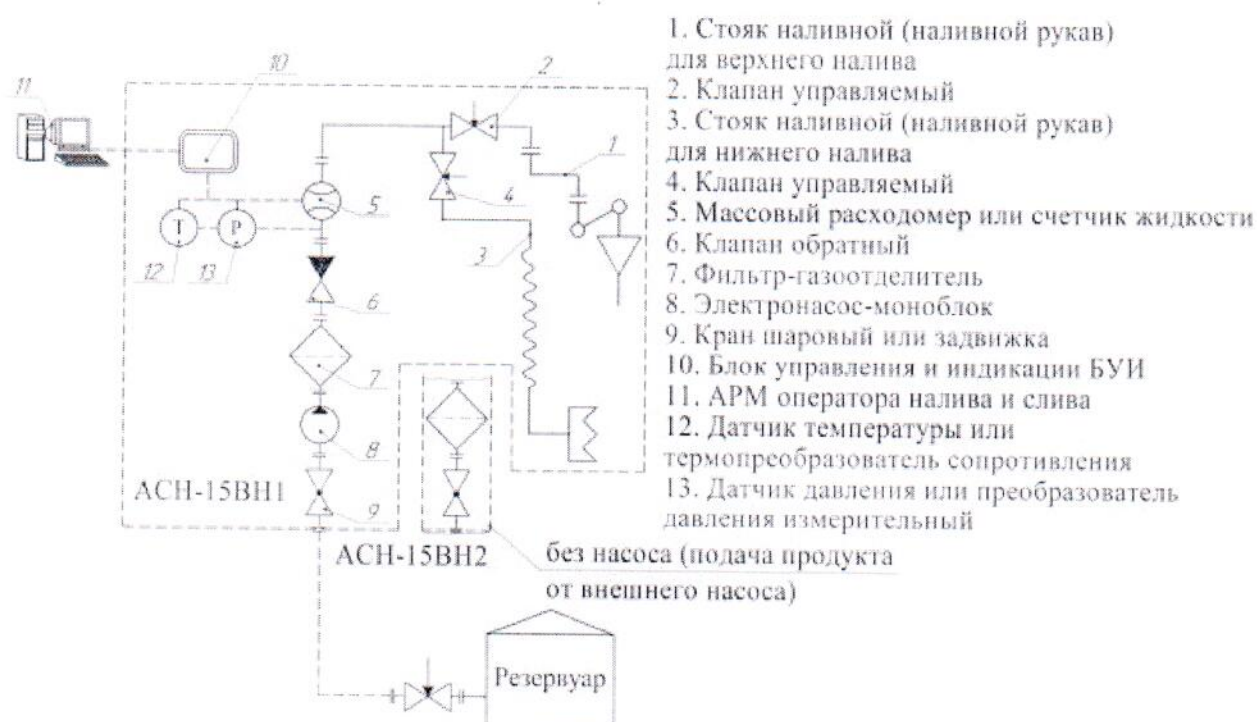 1. Стояк наливной (наливной рукав)
для верхнего налива
2. Клапан управляемый
3. Стояк наливной (наливной рукав)
для нижнего налива
4. Клапан управляемый
5. Массовый расходомер или счетчик жидкости
6. Клапан обратный
7. Фильтр-газоотделитель
8. Электронасос-моноблок
9. Кран шаровый или задвижка
10. Блок управления и индикации БУИ
11. АРМ оператора налива и слива
12. Датчик температуры или
термопреобразователь сопротивления
13. Датчик давления или преобразователь
давления измерительный
11
10
2
1
5
4
T
P
12
13
3
6
7
8
9
АСН-15ВН1
АСН-15ВН2
без насоса (подача продукта
от внешнего насоса)
Резервуар